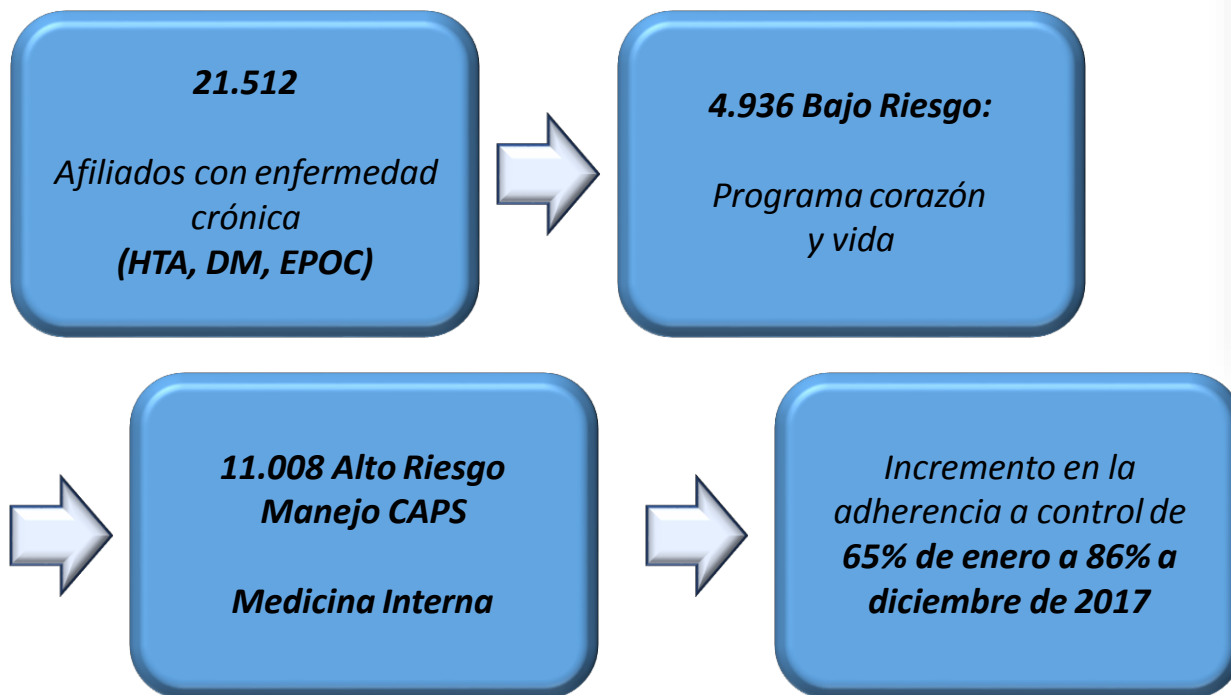 21.512
Afiliados con enfermedad
crónica
(HTA, DM, EPOC)
4.936 Bajo Riesgo:
Programa corazón
y vida
11.008 Alto Riesgo
Manejo CAPS
Medicina Interna
Incremento en la
adherencia a control de
65% de enero a 86% a
diciembre de 2017